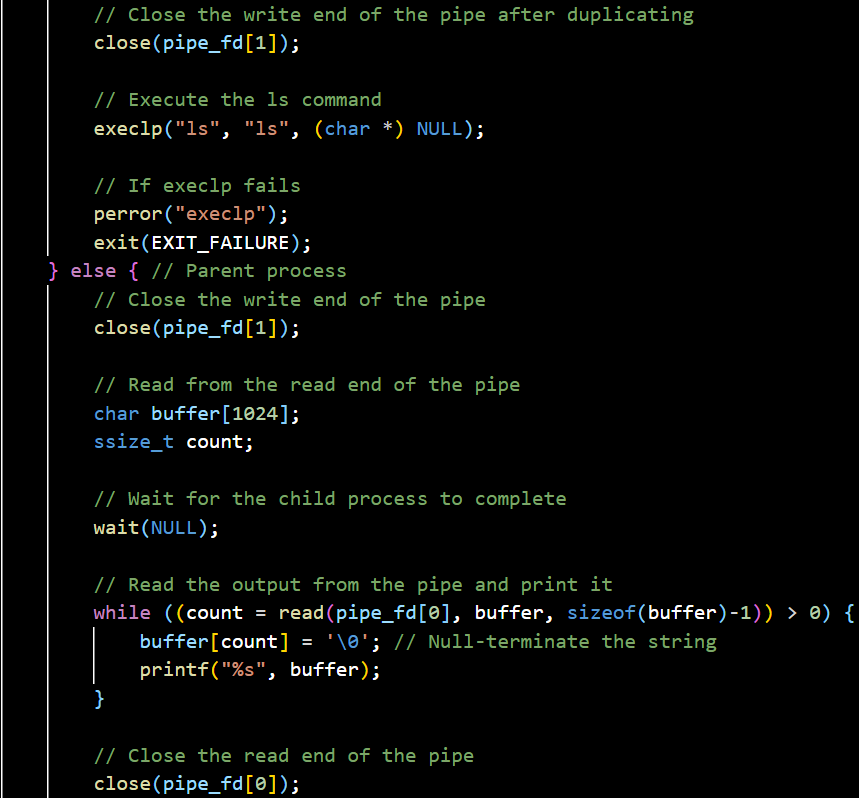 // Close the write end of the pipe after duplicating
close(pipe_fd[1]);
// Execute the ls command
execlp("ls", "ls", (char *) NULL);
// If execlp fails
perror("execlp");
exit(EXIT_FAILURE);
} else { // Parent process
// Close the write end of the pipe
close(pipe_fd[1]);
// Read from the read end of the pipe
char buffer[1024];
ssize_t count;
// Wait for the child process to complete
wait(NULL);
// Read the output from the pipe and print it
while ((count = read(pipe_fd[0], buffer, sizeof(buffer)-1)) > 0) {
buffer[count] = '\0'; // Null-terminate the string
printf("%s", buffer);
}
// Close the read end of the pipe
close(pipe_fd[0]);